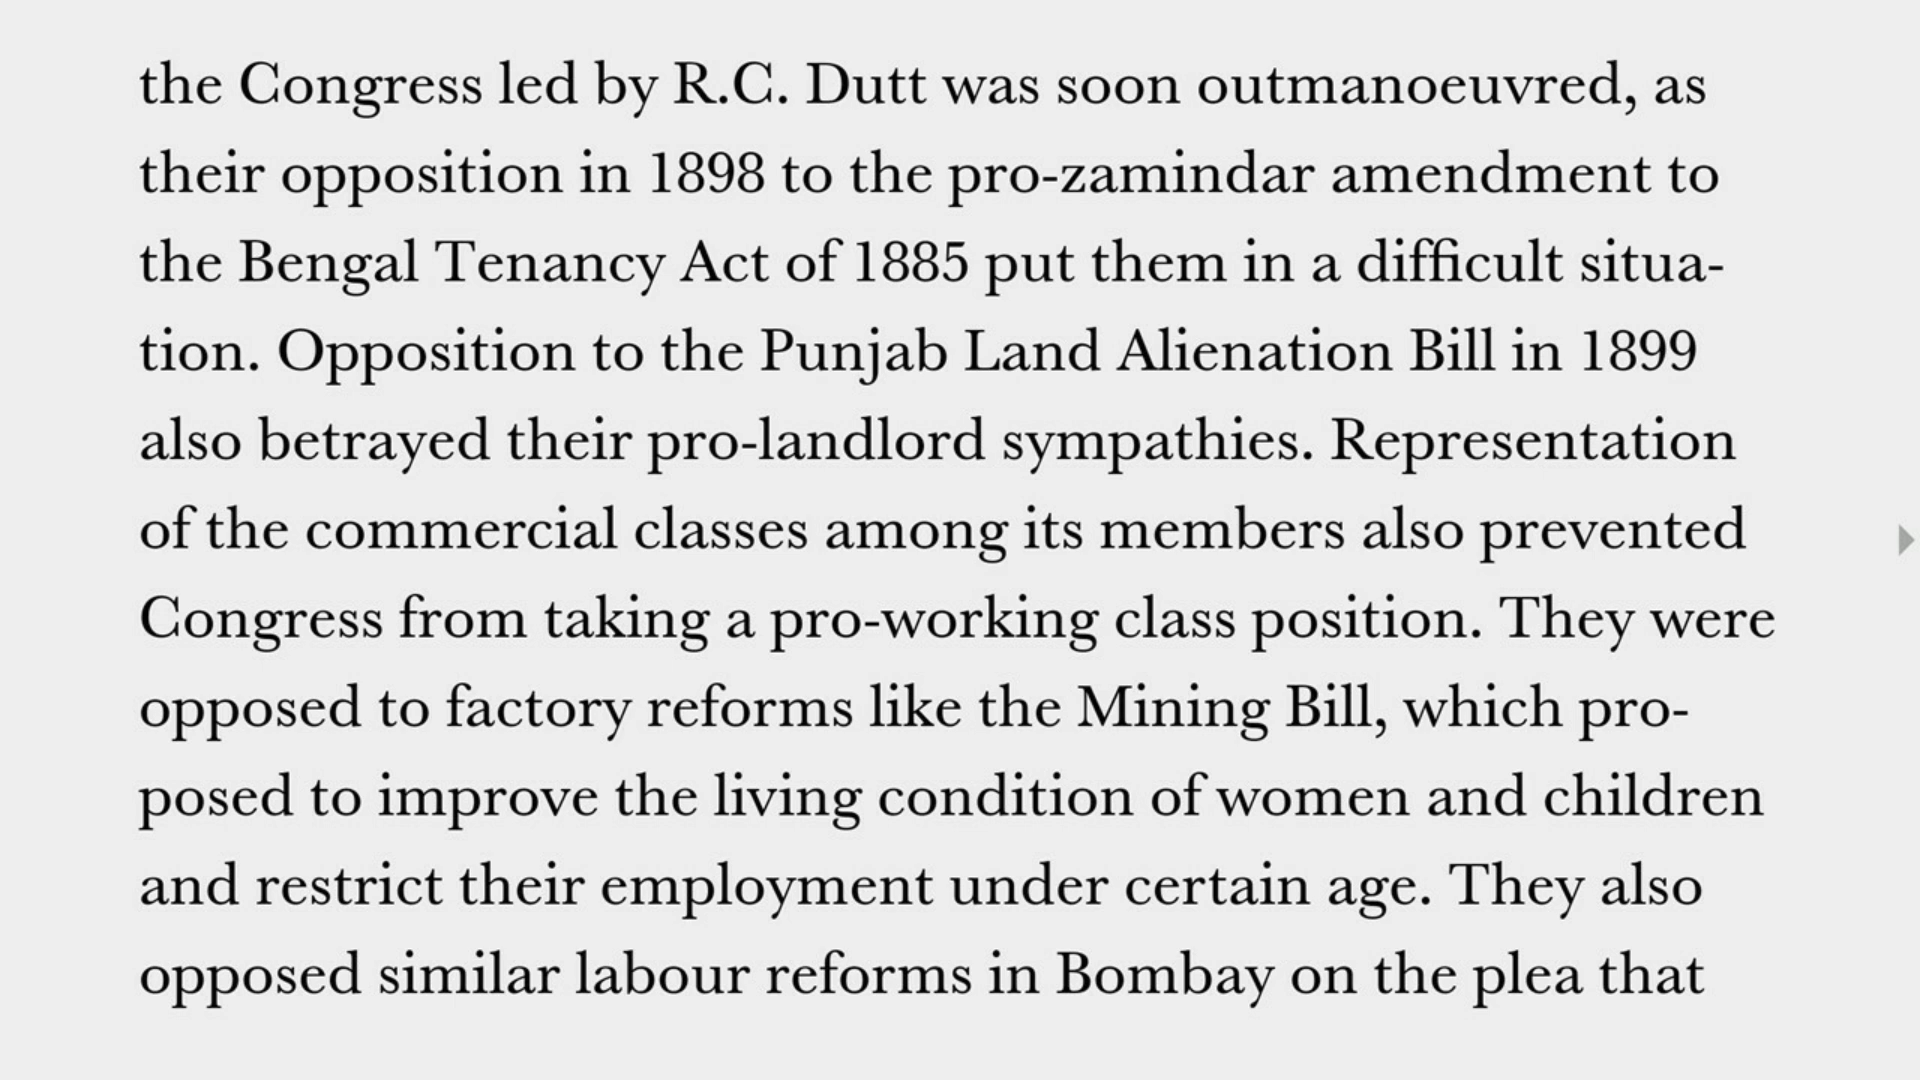 the Congress led by R.C. Dutt was soon outmanoeuvred, as
their opposition in 1898 to the pro-zamindar amendment to
the Bengal Tenancy Act of 1885 put them in a difficult situa-
tion. Opposition to the Punjab Land Alienation Bill in 1899
also betrayed their pro-landlord sympathies. Representation
of the commercial classes among its members also prevented
Congress from taking a pro-working class position. They were
opposed to factory reforms like the Mining Bill, which pro-
posed to improve the living condition of women and children
and restrict their employment under certain age. They also
opposed similar labour reforms in Bombay on the plea that